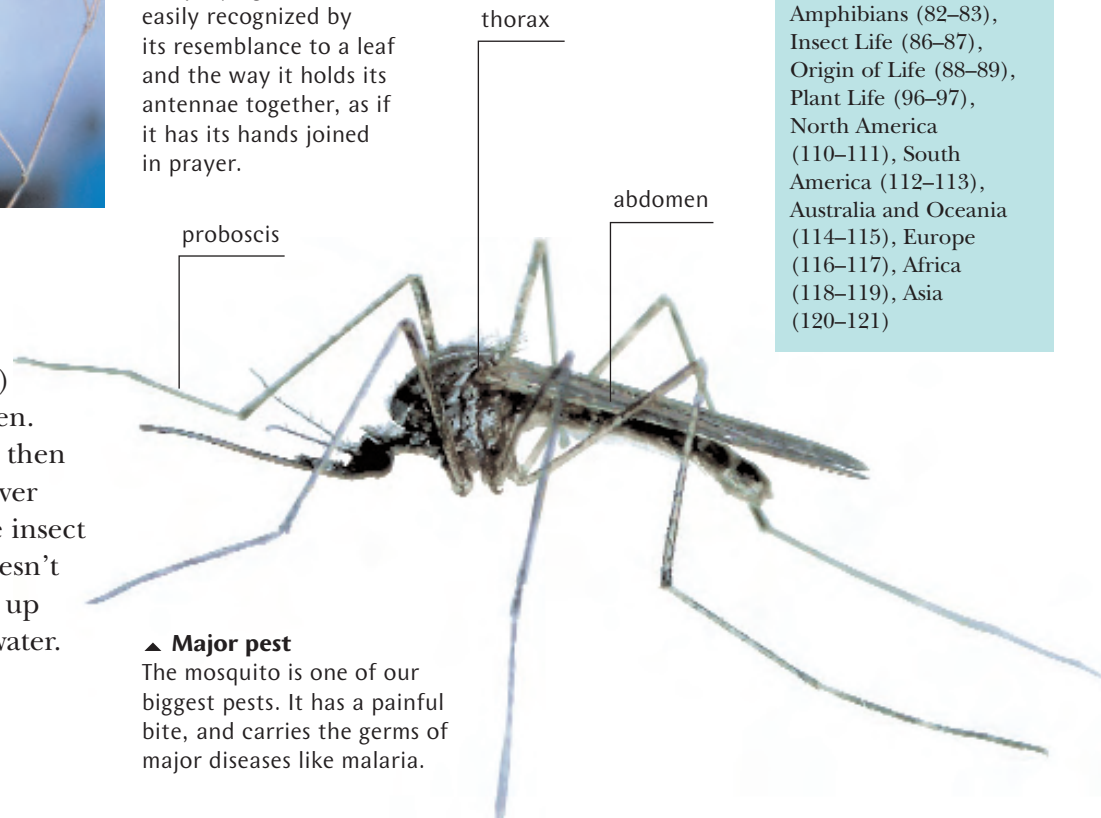 easily recognized by
its resemblance to a leaf
and the way it holds its
antennae together, as if
it has its hands joined
in prayer.
thorax
abdomen
proboscis
Amphibians (82–83),
Insect Life (86–87),
Origin of Life (88–89),
Plant Life (96–97),
North America
(110–111), South
America (112–113),
Australia and Oceania
(114–115), Europe
(116–117), Africa
(118–119), Asia
(120–121)
)
en.
then
ver
e insect
esn’t
up
vater.
▲ Major pest
The mosquito is one of our
biggest pests. It has a painful
bite, and carries the germs of
major diseases like malaria.